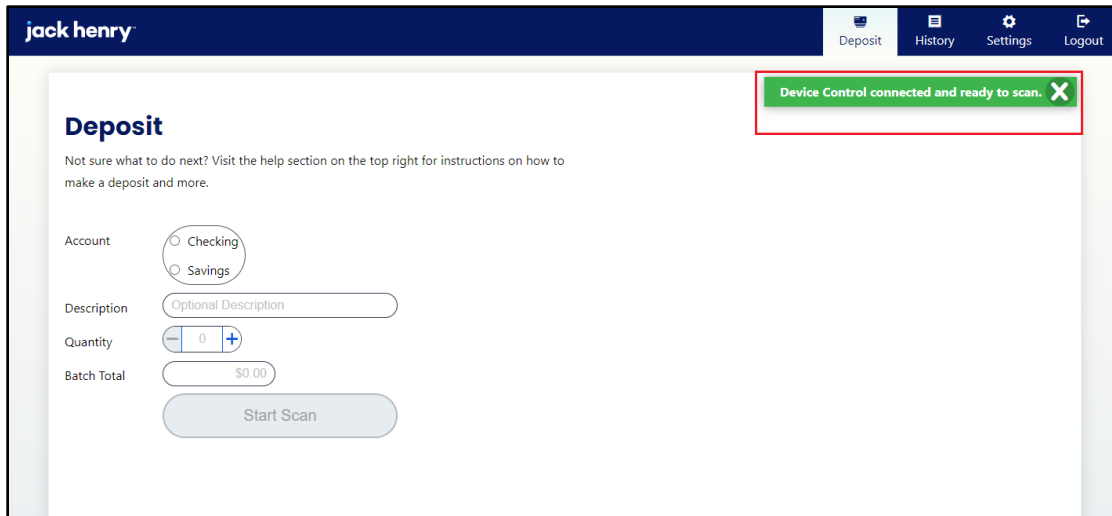 jack henry
Deposit
History
Settings
Logout
Device Control connected and ready to scan.
Deposit
Not sure what to do next? Visit the help section on the top right for instructions on how to
make a deposit and more.
Account
Checking
Savings
Description
Optional Description
Quantity
0
Batch Total
$0.00
Start Scan